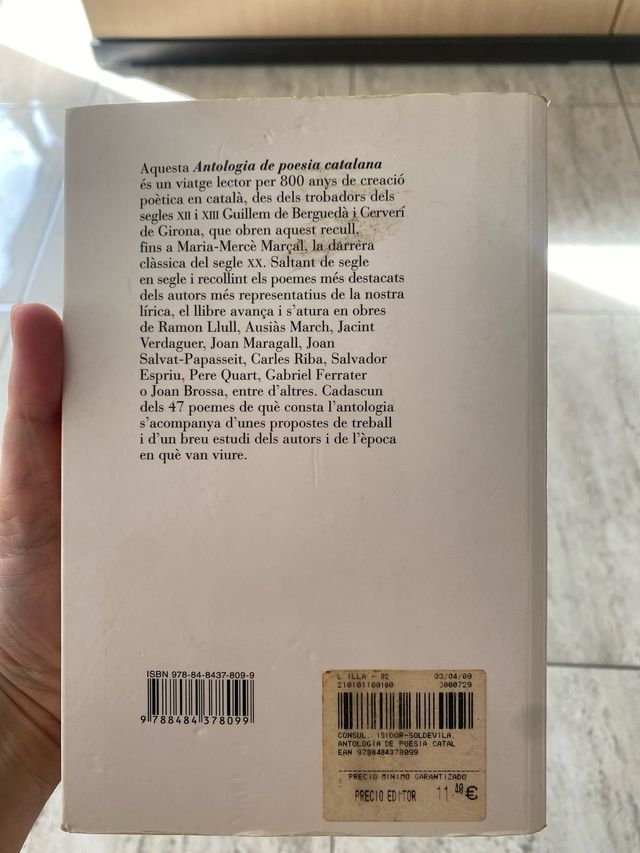 Aquesta Antologia de poesia catalana
és un viatge lector per 800 anys de creació
poètica en català, des dels trobadors dels
segles XII i XIII Guillem de Berguedà i Cerverí
de Girona, que obren aquest recull,
fins a Maria-Mercè Marçal, la darrera
clàssica del segle XX. Saltant de segle
en segle i recollint els poemes més destacats
dels autors més representatius de la nostra
lírica, el llibre avança i s'atura en obres
de Ramon Llull, Ausiàs March, Jacint
Verdaguer, Joan Maragall, Joan
Salvat-Papasseit, Carles Riba, Salvador
Espriu, Pere Quart, Gabriel Ferrater
o Joan Brossa, entre d'altres. Cadascun
dels 47 poemes de què consta l'antologia
s'acompanya d'unes propostes de treball
i d'un breu estudi dels autors i de l'època
en què van viure.
ISBN 978-84-8437-809-9
9 788484 378099
L ILLA - 02 03/04/09
210101100100 3000729
CONSUL. ISIDOR-SOLDEVILA.
ANTOLOGIA DE POESIA CATAL
EAN 9788484378099
PRECIO MINIMO GARANTIZADO
PRECIO EDITOR 11,40€